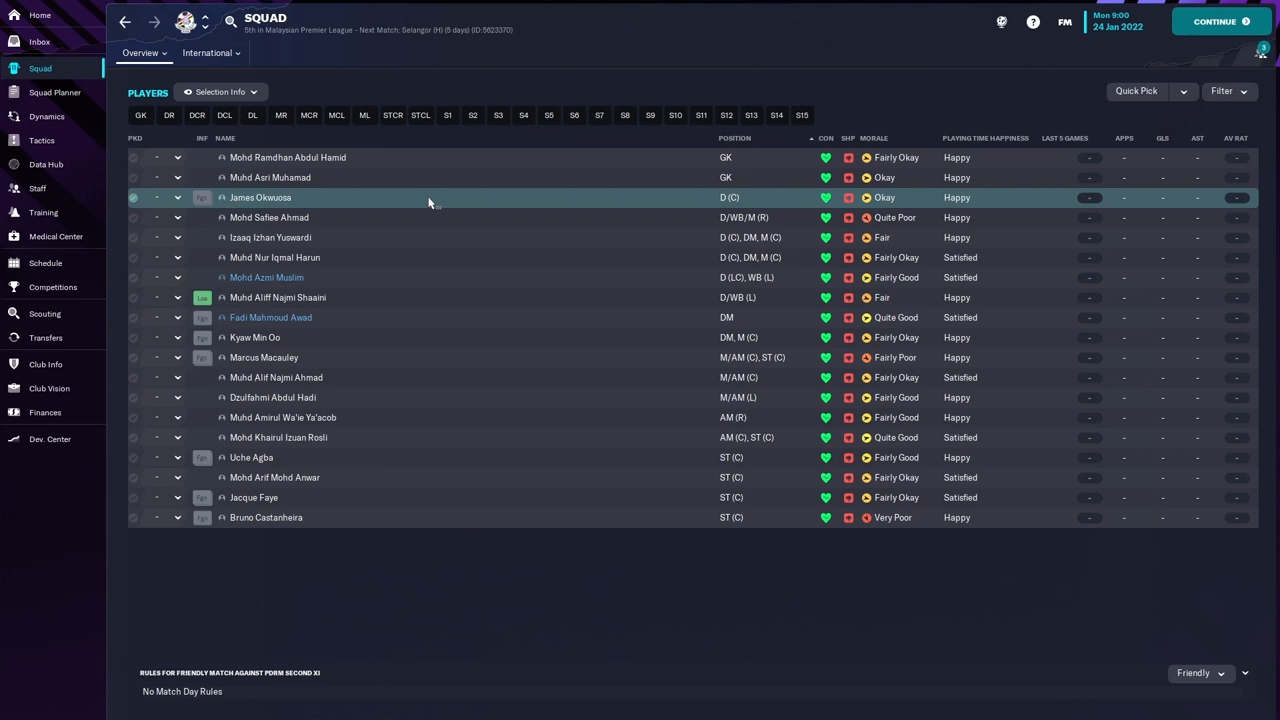 Home
SQUAD
5th in Malaysian Premier League - Next Match: Selangor (H) (5 days) (ID:5623370)
FM
Mon 9:00
24 Jan 2022
CONTINUE
Inbox
Overview
International
3
Squad
Squad Planner
PLAYERS
Selection Info
Quick Pick
Filter
Dynamics
GK DR DCR DCL DL MR MCR MCL ML STCR STCL S1 S2 S3 S4 S5 S6 S7 S8 S9 S10 S11 S12 S13 S14 S15
Tactics
PKD INF NAME POSITION CON SHP MORALE PLAYING TIME HAPPINESS LAST 5 GAMES APPS GLS AST AV RAT
Data Hub
- Mohd Ramdhan Abdul Hamid GK Fairly Okay Happy - - - - -
- Muhd Asri Muhamad GK Okay Happy - - - - -
Staff
- Fgn James Okwuosa D (C) Okay Happy - - - - -
Training
- Mohd Safiee Ahmad D/WB/M (R) Quite Poor Happy - - - - -
Medical Center
- Izaaq Izhan Yuswardi D (C), DM, M (C) Fair Happy - - - - -
- Muhd Nur Iqmal Harun D (C), DM, M (C) Fairly Okay Satisfied - - - - -
Schedule
- Mohd Azmi Muslim D (LC), WB (L) Fairly Good Satisfied - - - - -
Competitions
- Loa Muhd Aliff Najmi Shaaini D/WB (L) Fair Happy - - - - -
Scouting
- Fgn Fadi Mahmoud Awad DM Quite Good Satisfied - - - - -
Transfers
- Fgn Kyaw Min Oo DM, M (C) Fairly Okay Happy - - - - -
- Fgn Marcus Macauley M/AM (C), ST (C) Fairly Poor Happy - - - - -
Club Info
- Muhd Alif Najmi Ahmad M/AM (C) Fairly Okay Satisfied - - - - -
Club Vision
- Dzulfahmi Abdul Hadi M/AM (L) Fairly Good Happy - - - - -
Finances
- Muhd Amirul Wa'ie Ya'acob AM (R) Fairly Good Happy - - - - -
Dev. Center
- Mohd Khairul Izuan Rosli AM (C), ST (C) Quite Good Satisfied - - - - -
- Fgn Uche Agba ST (C) Fairly Good Happy - - - - -
- Mohd Arif Mohd Anwar ST (C) Fairly Okay Satisfied - - - - -
- Fgn Jacque Faye ST (C) Fairly Okay Satisfied - - - - -
- Fgn Bruno Castanheira ST (C) Very Poor Happy - - - - -
RULES FOR FRIENDLY MATCH AGAINST PDRM SECOND XI
Friendly
No Match Day Rules